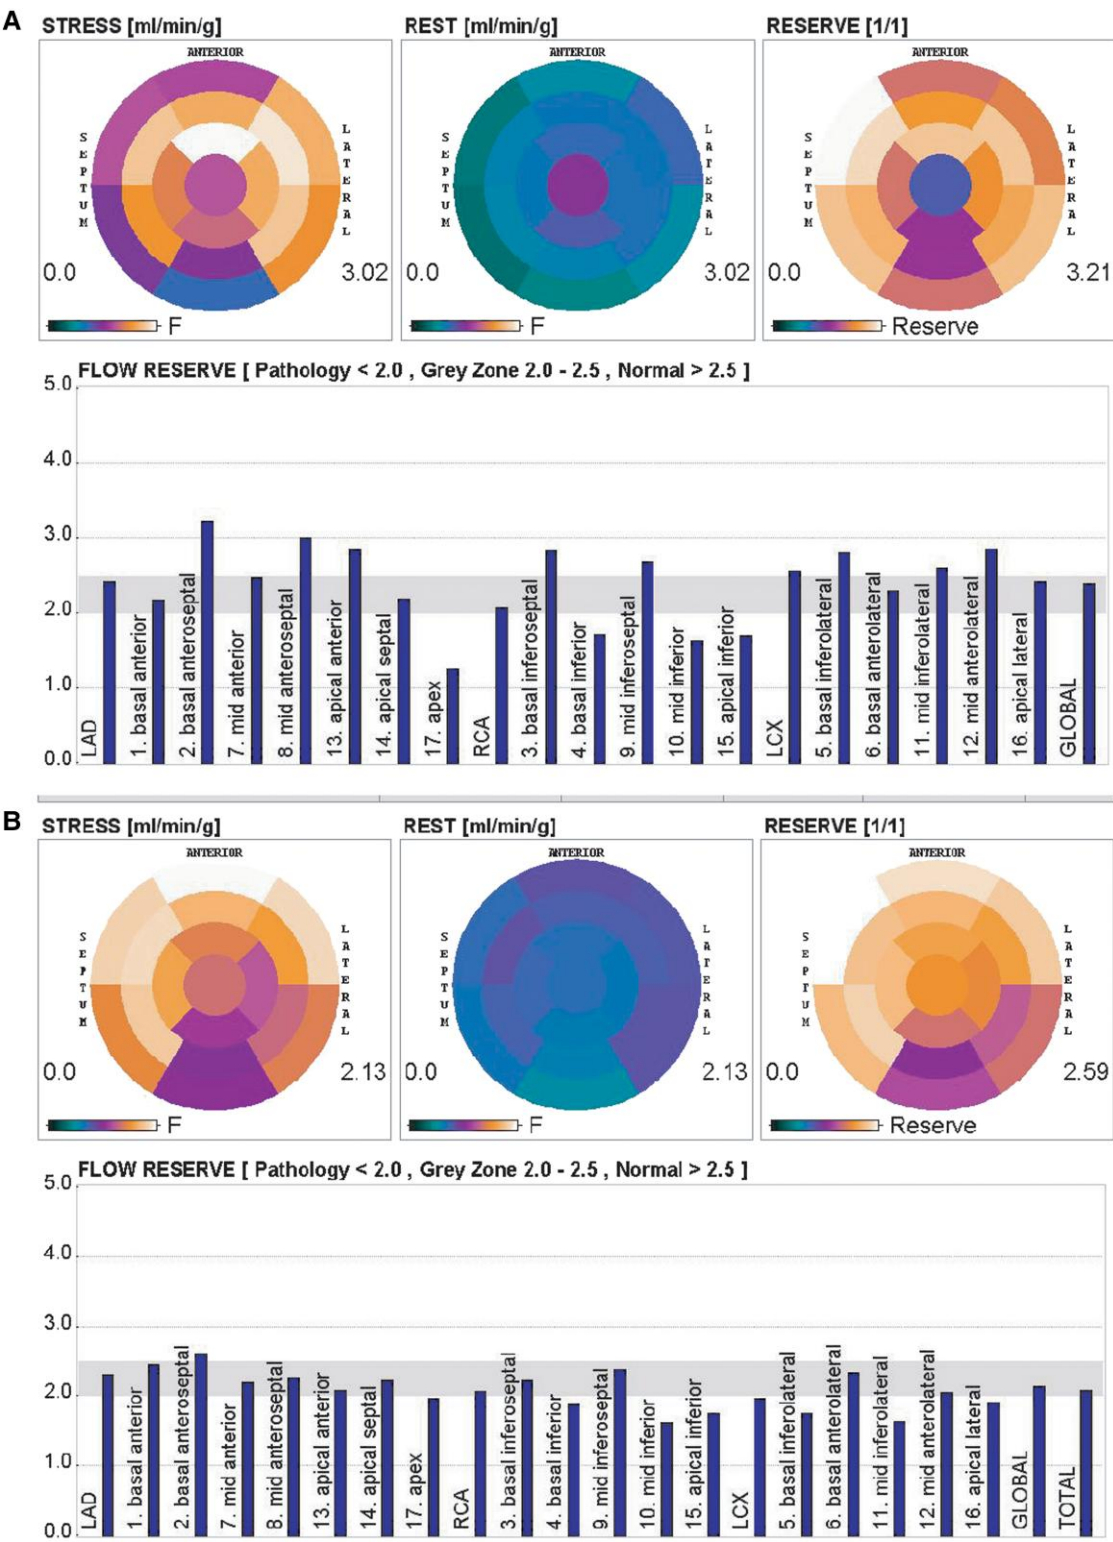 A
STRESS [ml/min/g] REST [ml/min/g] RESERVE [1/1]
ANTERIOR ANTERIOR ANTERIOR
SEPTUM LATERAL SEPTUM LATERAL SEPTUM LATERAL
0.0 3.02 0.0 3.02 0.0 3.21
F F Reserve
FLOW RESERVE [ Pathology < 2.0 , Grey Zone 2.0 - 2.5 , Normal > 2.5 ]
5.0
4.0
3.0
2.0
1.0
0.0
LAD
1. basal anterior
2. basal anteroseptal
7. mid anterior
8. mid anteroseptal
13. apical anterior
14. apical septal
17. apex
RCA
3. basal inferoseptal
4. basal inferior
9. mid inferoseptal
10. mid inferior
15. apical inferior
LCX
5. basal inferolateral
6. basal anterolateral
11. mid inferolateral
12. mid anterolateral
16. apical lateral
GLOBAL
B
STRESS [ml/min/g] REST [ml/min/g] RESERVE [1/1]
ANTERIOR ANTERIOR ANTERIOR
SEPTUM LATERAL SEPTUM LATERAL SEPTUM LATERAL
0.0 2.13 0.0 2.13 0.0 2.59
F F Reserve
FLOW RESERVE [ Pathology < 2.0 , Grey Zone 2.0 - 2.5 , Normal > 2.5 ]
5.0
4.0
3.0
2.0
1.0
0.0
LAD
1. basal anterior
2. basal anteroseptal
7. mid anterior
8. mid anteroseptal
13. apical anterior
14. apical septal
17. apex
RCA
3. basal inferoseptal
4. basal inferior
9. mid inferoseptal
10. mid inferior
15. apical inferior
LCX
5. basal inferolateral
6. basal anterolateral
11. mid inferolateral
12. mid anterolateral
16. apical lateral
GLOBAL
TOTAL